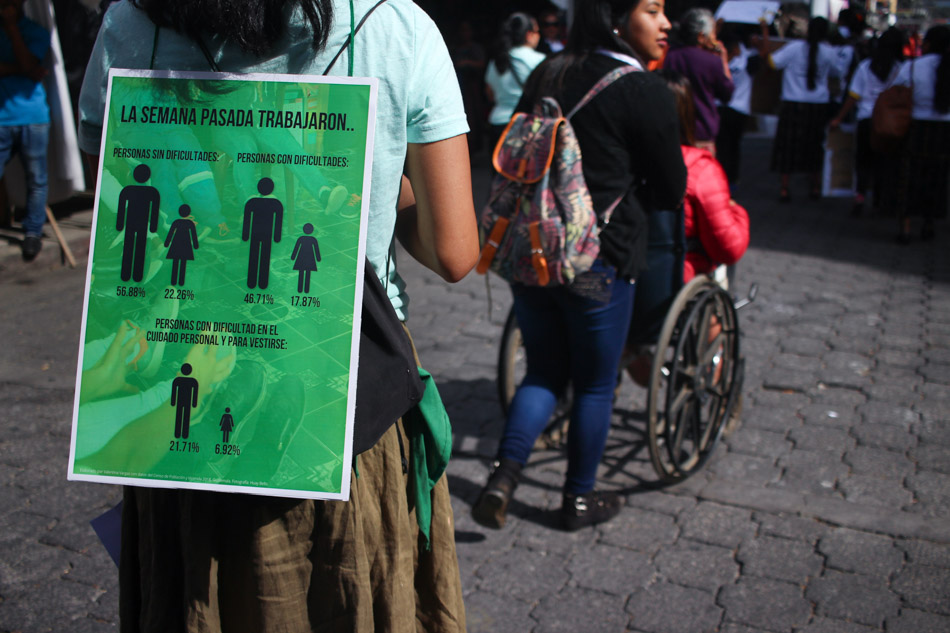 LA SEMANA PASADA TRABAJARON..
PERSONAS SIN DIFICULTADES: PERSONAS CON DIFICULTADES:
56.88% 22.26% 46.71% 17.87%
PERSONAS CON DIFICULTAD EN EL
CUIDADO PERSONAL Y PARA VESTIRSE:
21.71% 6.92%